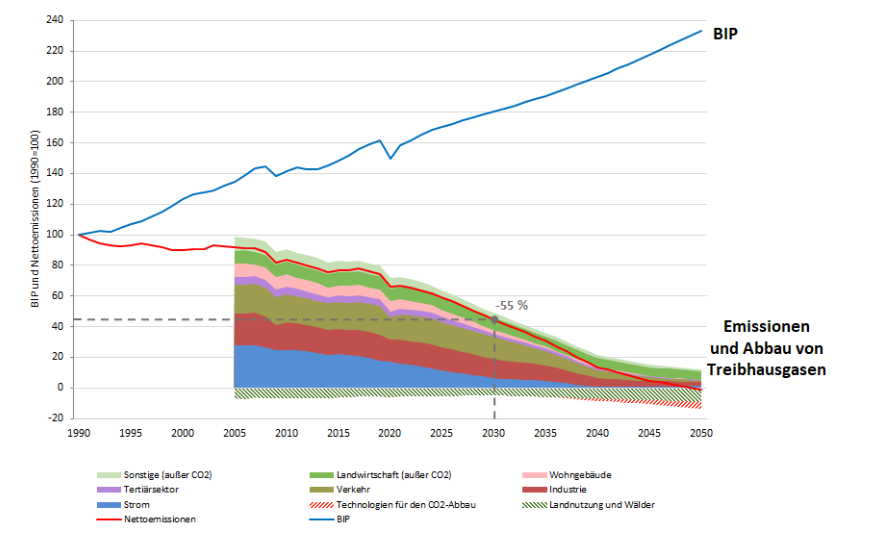 240
220
200
180
160
140
120
100
80
60
40
20
0
-20
BIP und Nettoemissionen (1990=100)
BIP
-55 %
Emissionen
und Abbau von
Treibhausgasen
1990 1995 2000 2005 2010 2015 2020 2025 2030 2035 2040 2045 2050
Sonstige (außer CO2) Landwirtschaft (außer CO2) Wohngebäude
Tertiärsektor Verkehr Industrie
Strom Technologien für den CO2-Abbau Landnutzung und Wälder
Nettoemissionen BIP